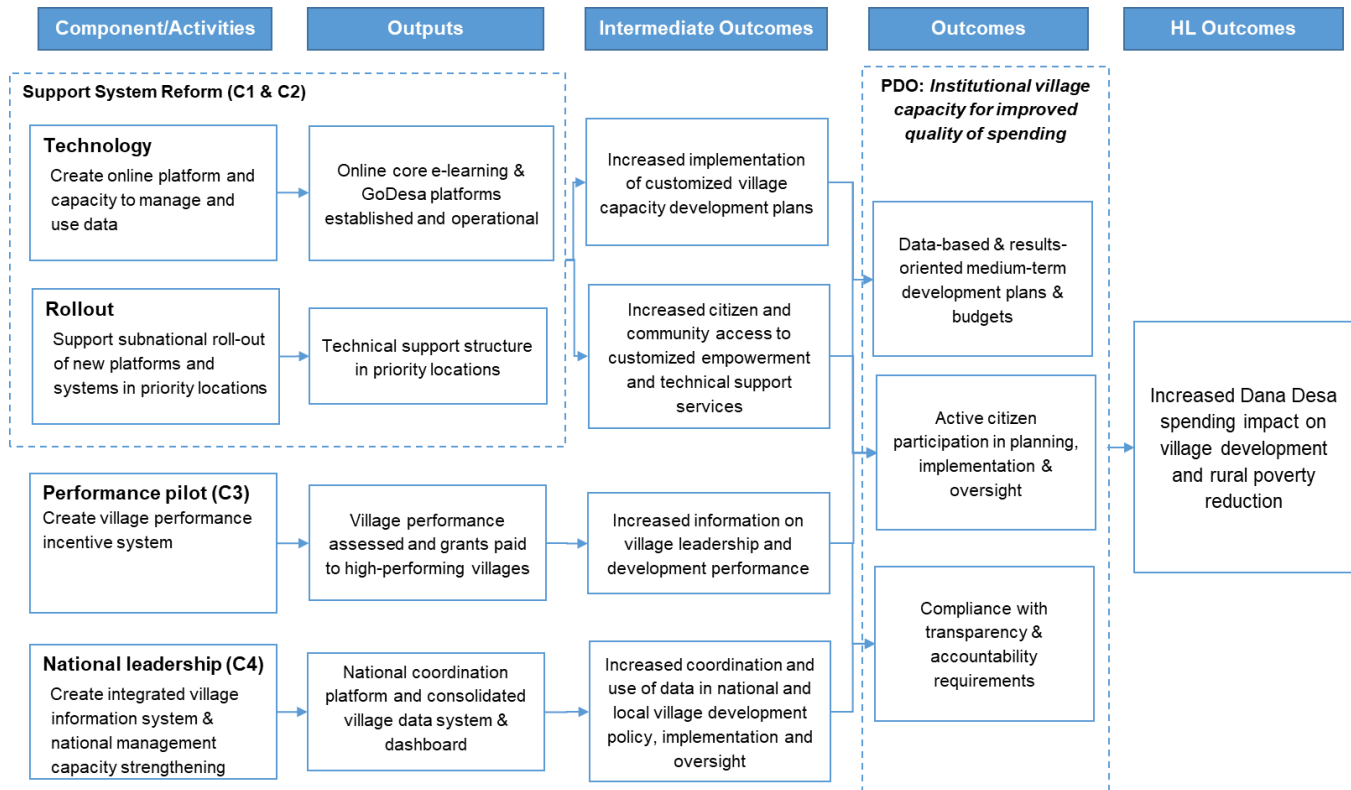 Component/Activities
Outputs
Intermediate Outcomes
Outcomes
HL Outcomes
Support System Reform (C1 & C2)
Technology
Create online platform and
capacity to manage and
use data
Online core e-learning &
GoDesa platforms
established and operational
Increased implementation
of customized village
capacity development plans
Rollout
Support subnational roll-out
of new platforms and
systems in priority locations
Technical support structure
in priority locations
Increased citizen and
community access to
customized empowerment
and technical support
services
Performance pilot (C3)
Create village performance
incentive system
Village performance
assessed and grants paid
to high-performing villages
Increased information on
village leadership and
development performance
National leadership (C4)
Create integrated village
information system &
national management
capacity strengthening
National coordination
platform and consolidated
village data system &
dashboard
Increased coordination and
use of data in national and
local village development
policy, implementation and
oversight
PDO: Institutional village
capacity for improved
quality of spending
Data-based & results-
oriented medium-term
development plans &
budgets
Active citizen
participation in planning,
implementation &
oversight
Compliance with
transparency &
accountability
requirements
Increased Dana Desa
spending impact on
village development
and rural poverty
reduction